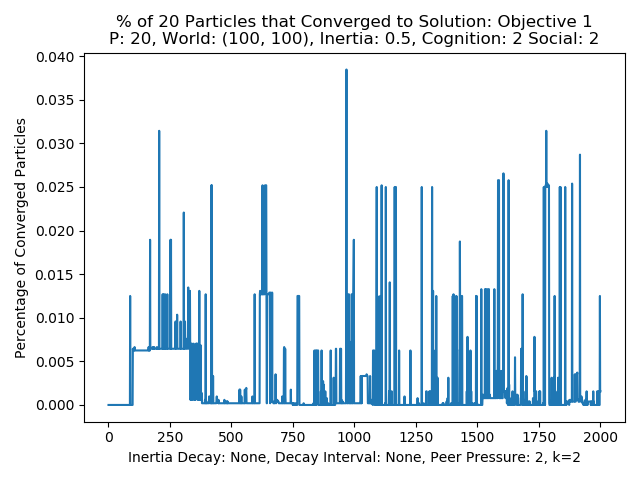 % of 20 Particles that Converged to Solution: Objective 1
P: 20, World: (100, 100), Inertia: 0.5, Cognition: 2 Social: 2
0.040
0.035
0.030
0.025
0.020
0.015
0.010
0.005
0.000
Percentage of Converged Particles
0 250 500 750 1000 1250 1500 1750 2000
Inertia Decay: None, Decay Interval: None, Peer Pressure: 2, k=2